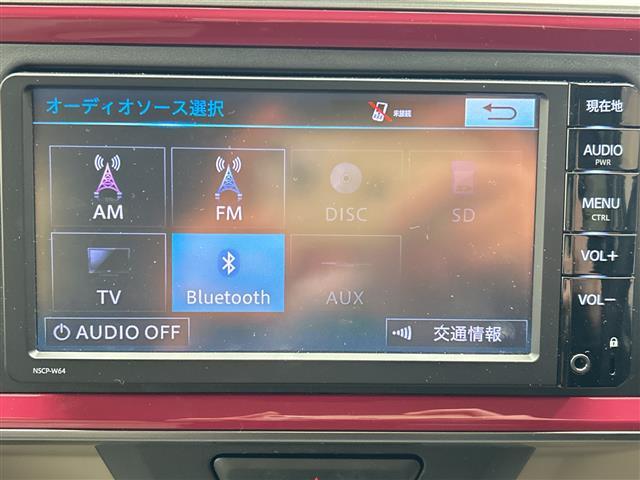 オーディオソース選択
未接続
現在地
AUDIO
PWR
AM
FM
DISC
SD
MENU
CTRL
TV
Bluetooth
AUX
VOL+
VOL-
AUDIO OFF
交通情報
NSCP-W64